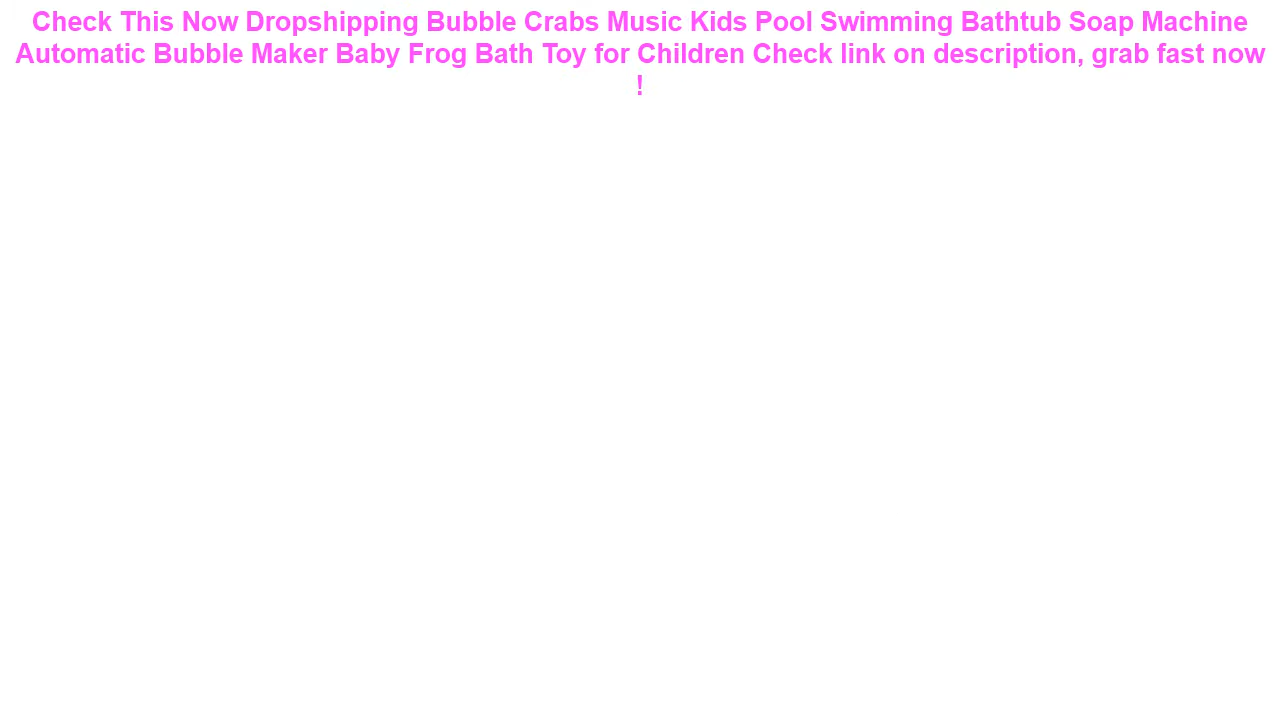 Check This Now Dropshipping Bubble Crabs Music Kids Pool Swimming Bathtub Soap Machine
Automatic Bubble Maker Baby Frog Bath Toy for Children Check link on description, grab fast now
!